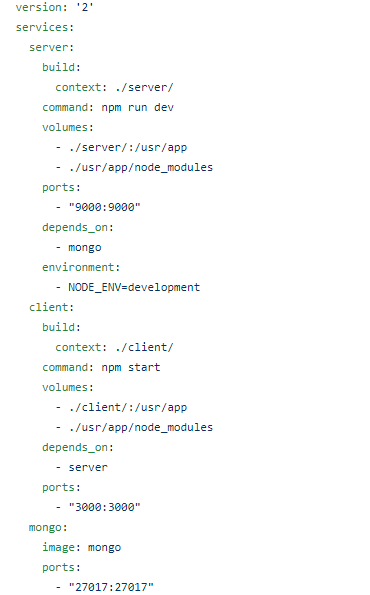 version: '2'
services:
  server:
    build:
      context: ./server/
    command: npm run dev
    volumes:
      - ./server/:/usr/app
      - ./usr/app/node_modules
    ports:
      - "9000:9000"
    depends_on:
      - mongo
    environment:
      - NODE_ENV=development
  client:
    build:
      context: ./client/
    command: npm start
    volumes:
      - ./client/:/usr/app
      - ./usr/app/node_modules
    depends_on:
      - server
    ports:
      - "3000:3000"
  mongo:
    image: mongo
    ports:
      - "27017:27017"